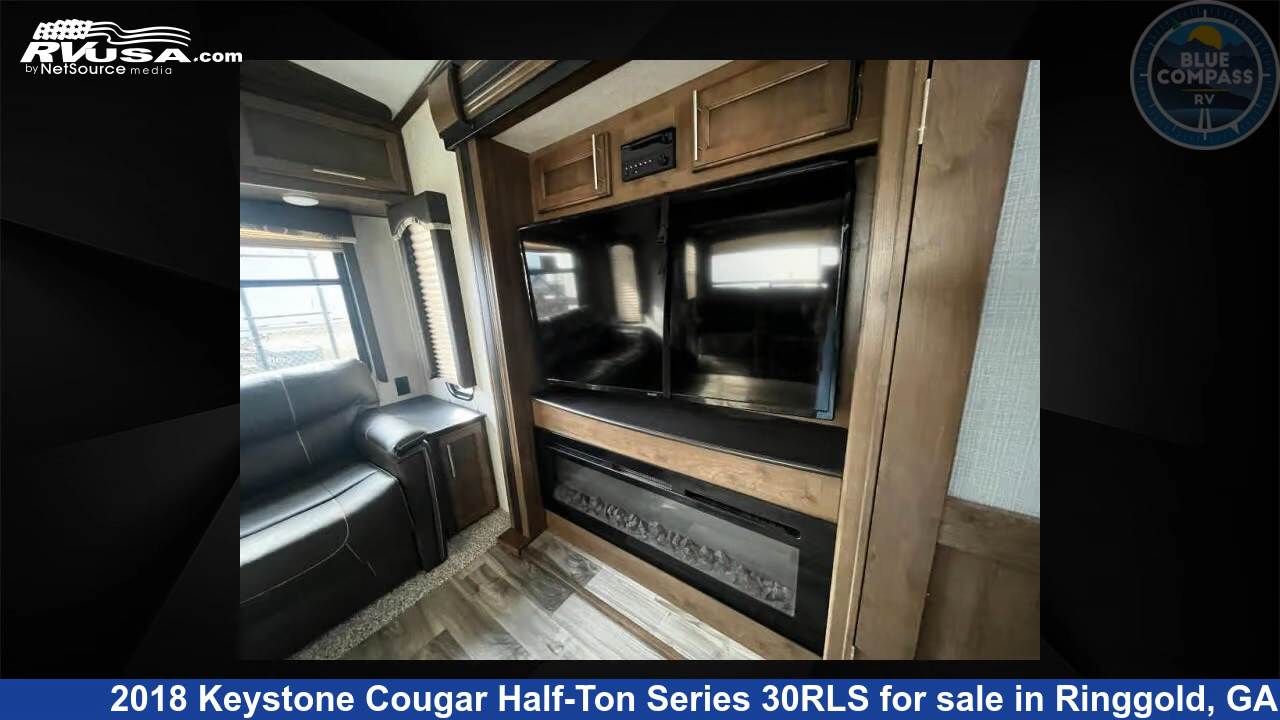 RVUSA.com
by NetSource media
BLUE
COMPASS
RV
2018 Keystone Cougar Half-Ton Series 30RLS for sale in Ringgold, GA